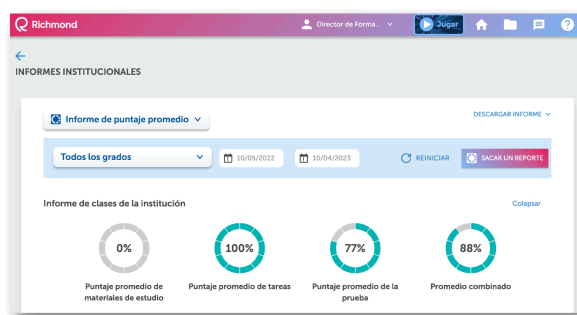 Richmond
Director de Forma...
Jugar
?
INFORMES INSTITUCIONALES
Informe de puntaje promedio
DESCARGAR INFORME
Todos los grados
10/05/2022
10/04/2023
REINICIAR
SACAR UN REPORTE
Informe de clases de la institución
Colapsar
0%
100%
77%
88%
Puntaje promedio de
materiales de estudio
Puntaje promedio de tareas
Puntaje promedio de la
prueba
Promedio combinado